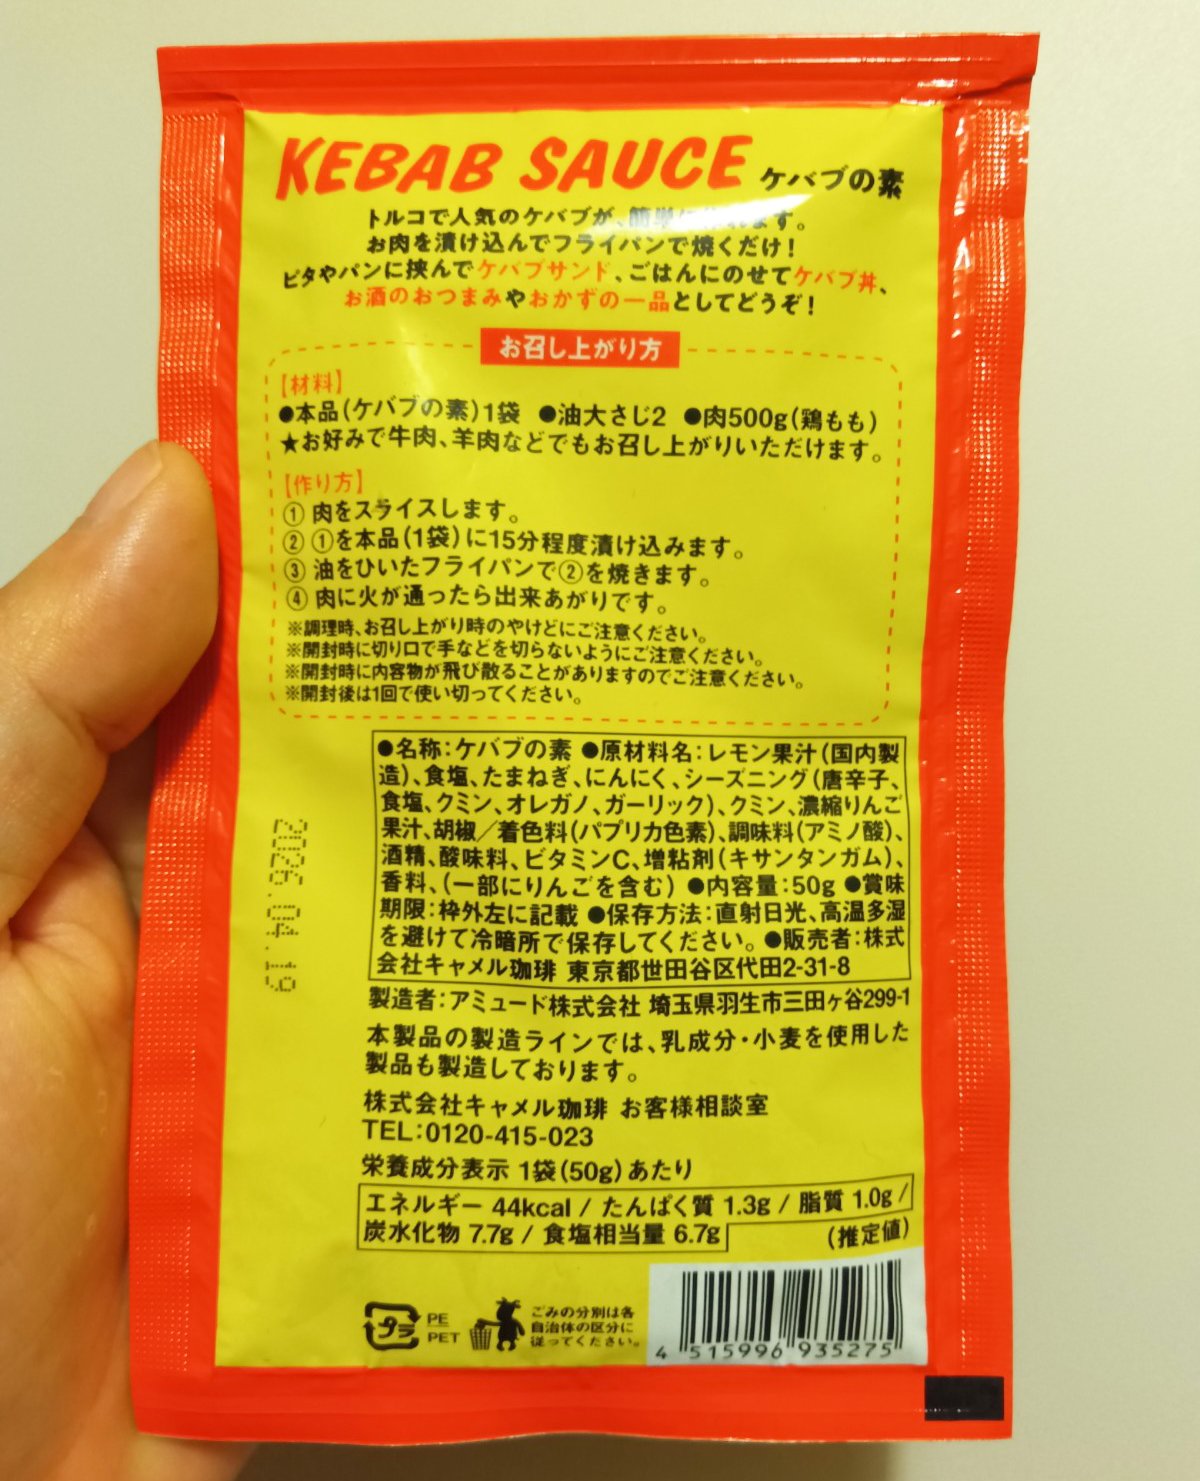 KEBAB SAUCE ケバブの素
トルコで人気のケバブが、簡単に作れます。
お肉を漬け込んでフライパンで焼くだけ!
ピタやパンに挟んでケバブサンド、ごはんにのせてケバブ丼、
お酒のおつまみやおかずの一品としてどうぞ!
お召し上がり方
【材料】
●本品(ケバブの素)1袋 ●油大さじ2 ●肉500g(鶏もも)
★お好みで牛肉、羊肉などでもお召し上がりいただけます。
【作り方】
① 肉をスライスします。
② ①を本品(1袋)に15分程度漬け込みます。
③ 油をひいたフライパンで②を焼きます。
④ 肉に火が通ったら出来あがりです。
※調理時、お召し上がり時のやけどにご注意ください。
※開封時に切り口で手などを切らないようにご注意ください。
※開封時に内容物が飛び散ることがありますのでご注意ください。
※開封後は1回で使い切ってください。
●名称:ケバブの素 ●原材料名:レモン果汁(国内製
造)、食塩、たまねぎ、にんにく、シーズニング(唐辛子、
食塩、クミン、オレガノ、ガーリック)、クミン、濃縮りんご
果汁、胡椒/着色料(パプリカ色素)、調味料(アミノ酸)、
酒精、酸味料、ビタミンC、増粘剤(キサンタンガム)、
香料、(一部にりんごを含む) ●内容量:50g ●賞味
期限:枠外左に記載 ●保存方法:直射日光、高温多湿
を避けて冷暗所で保存してください。●販売者:株式
会社キャメル珈琲 東京都世田谷区代田2-31-8
2026.04.19
製造者:アミュード株式会社 埼玉県羽生市三田ヶ谷299-1
本製品の製造ラインでは、乳成分・小麦を使用した
製品も製造しております。
株式会社キャメル珈琲 お客様相談室
TEL:0120-415-023
栄養成分表示 1袋(50g)あたり
エネルギー 44kcal / たんぱく質 1.3g / 脂質 1.0g /
炭水化物 7.7g / 食塩相当量 6.7g (推定値)
プラ
PE
PET
ごみの分別は各
自治体の区分に
従ってください。
4 515996 935275